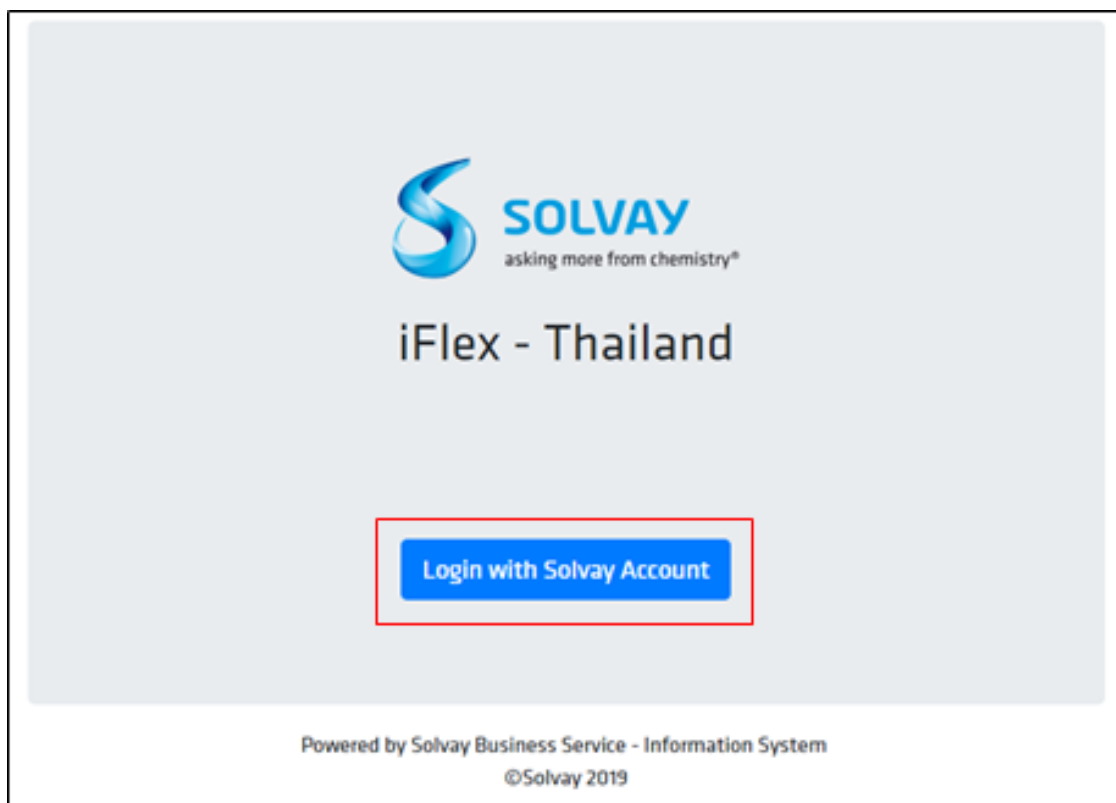 SOLVAY
asking more from chemistry®
iFlex - Thailand
Login with Solvay Account
Powered by Solvay Business Service - Information System
©Solvay 2019